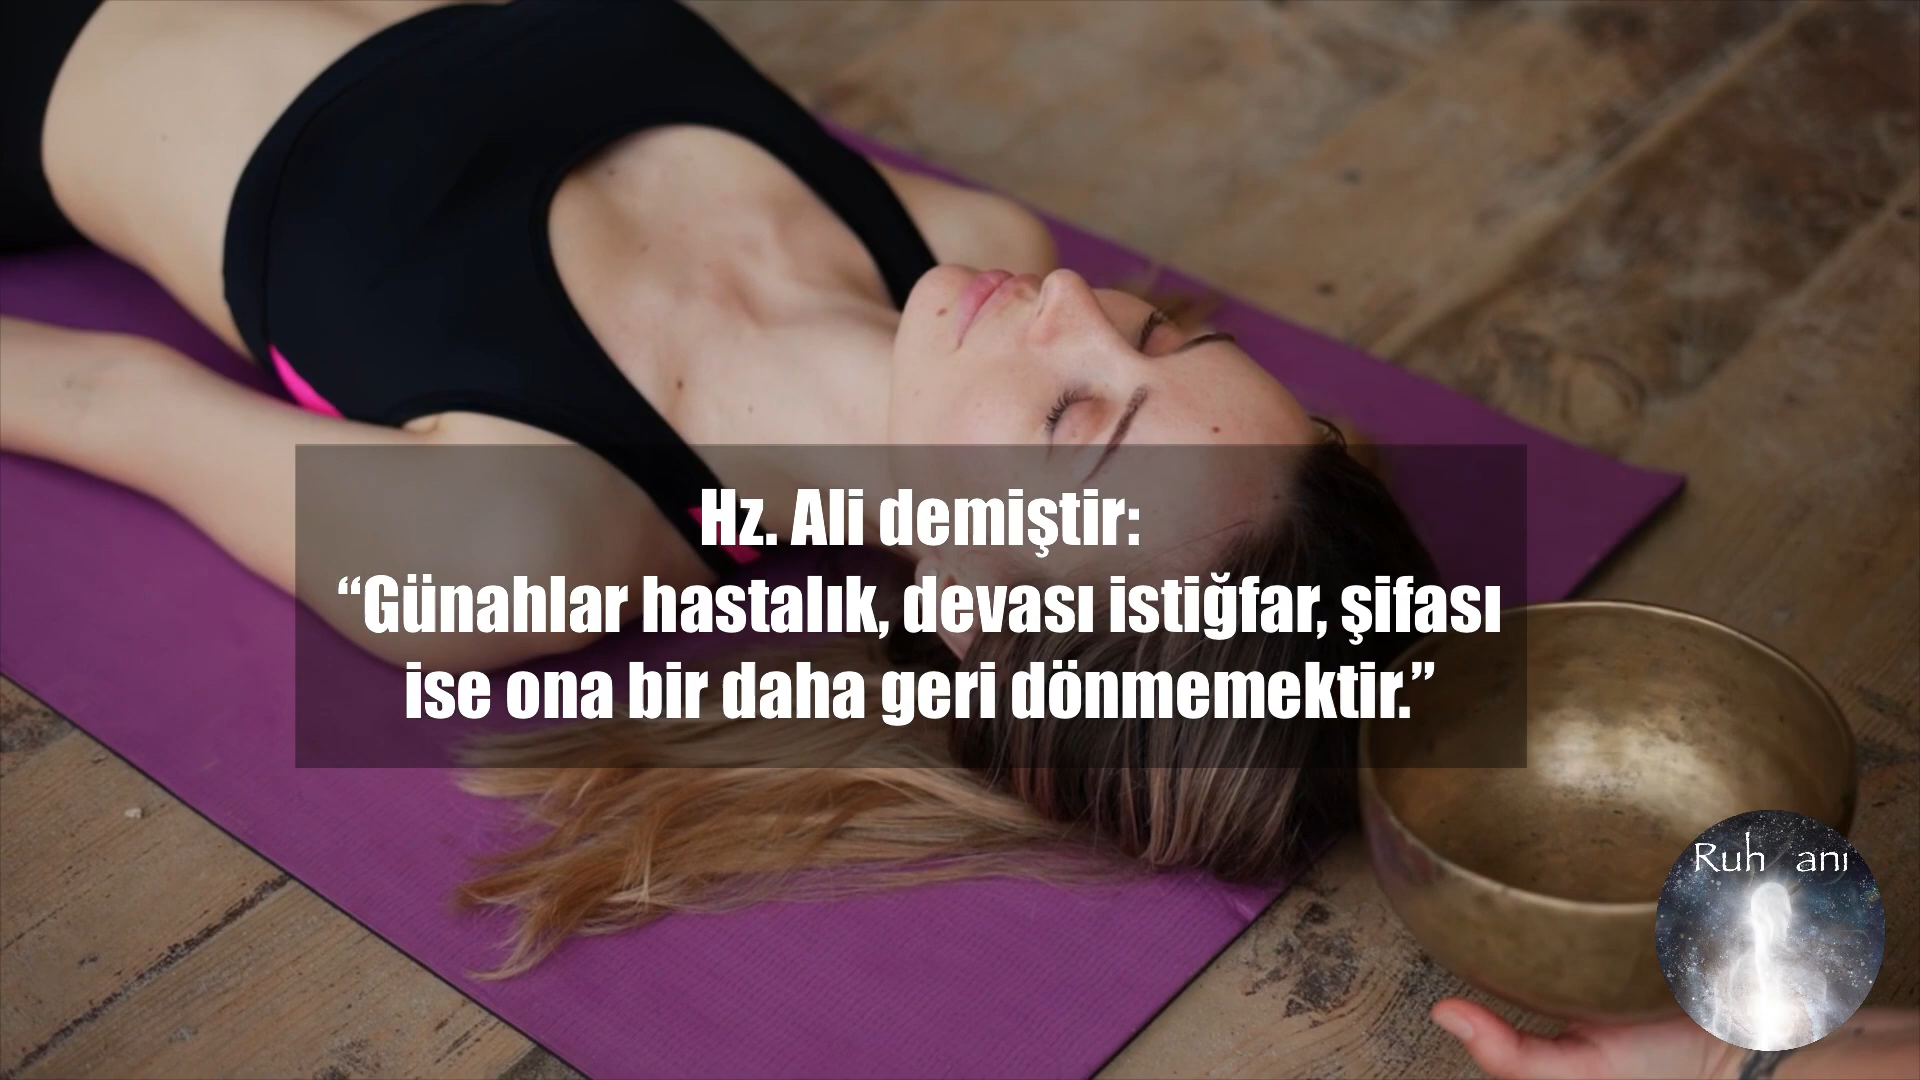 Hz. Ali demiştir:
“Günahlar hastalık, devası istiğfar, şifası
ise ona bir daha geri dönmemektir.”
Ruh ani